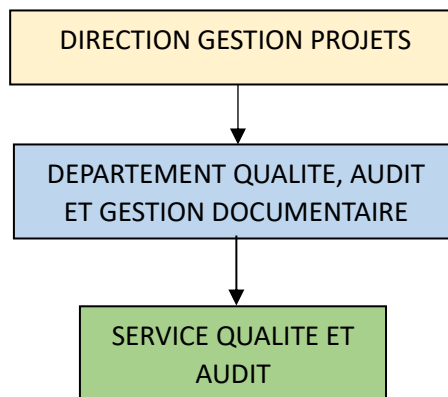 DIRECTION GESTION PROJETS
DEPARTEMENT QUALITE, AUDIT
ET GESTION DOCUMENTAIRE
SERVICE QUALITE ET
AUDIT